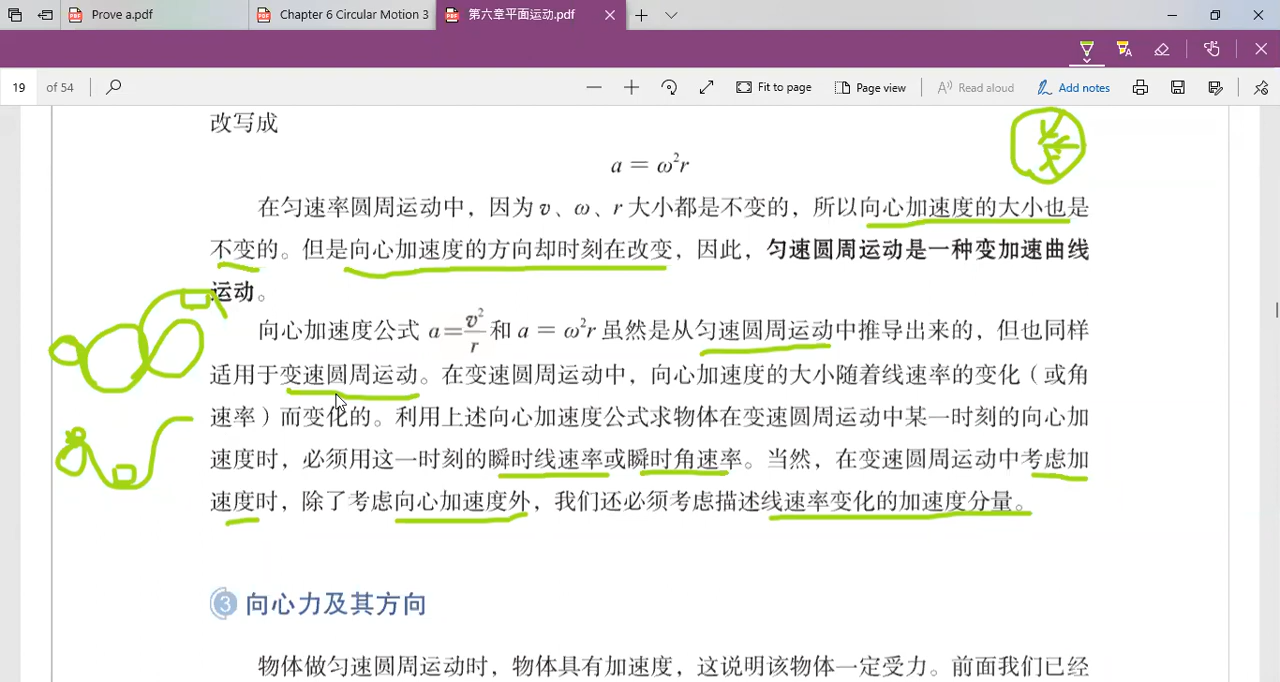 Prove a.pdf
Chapter 6 Circular Motion 3
第六章平面运动.pdf
19 of 54
Fit to page
Page view
Read aloud
Add notes
改写成
a = ω²r
在匀速率圆周运动中，因为 v、ω、r 大小都是不变的，所以向心加速度的大小也是
不变的。但是向心加速度的方向却时刻在改变，因此，匀速圆周运动是一种变加速曲线
运动。
向心加速度公式 a=v²/r 和 a = ω²r 虽然是从匀速圆周运动中推导出来的，但也同样
适用于变速圆周运动。在变速圆周运动中，向心加速度的大小随着线速率的变化（或角
速率）而变化的。利用上述向心加速度公式求物体在变速圆周运动中某一时刻的向心加
速度时，必须用这一时刻的瞬时线速率或瞬时角速率。当然，在变速圆周运动中考虑加
速度时，除了考虑向心加速度外，我们还必须考虑描述线速率变化的加速度分量。
3 向心力及其方向
物体做匀速圆周运动时，物体具有加速度，这说明该物体一定受力。前面我们已经